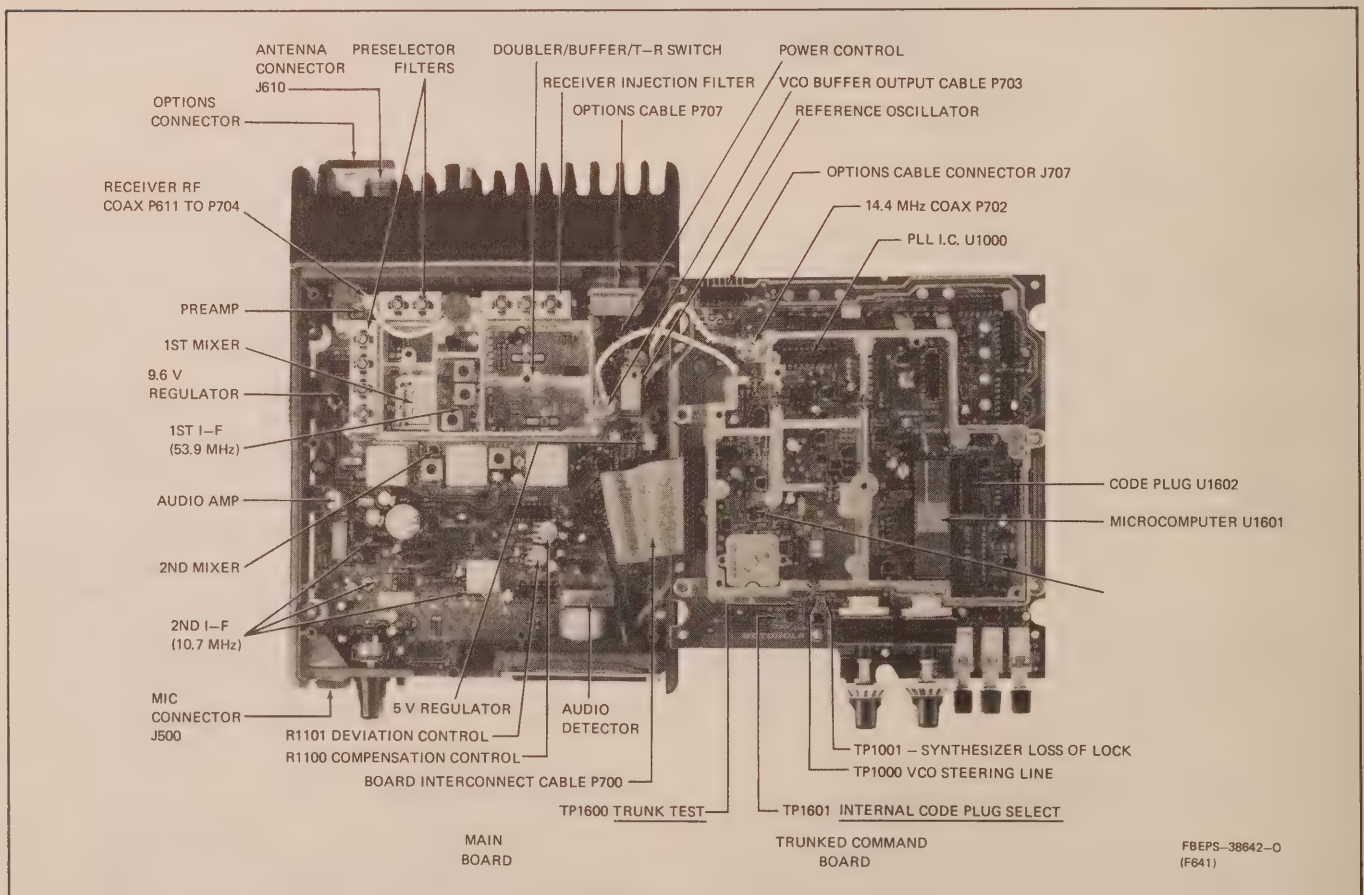 ANTENNA
CONNECTOR
J610
PRESELECTOR
FILTERS
DOUBLER/BUFFER/T–R SWITCH
POWER CONTROL
RECEIVER INJECTION FILTER
VCO BUFFER OUTPUT CABLE P703
OPTIONS
CONNECTOR
OPTIONS CABLE P707
REFERENCE OSCILLATOR
OPTIONS CABLE CONNECTOR J707
RECEIVER RF
COAX P611 TO P704
14.4 MHz COAX P702
PLL I.C. U1000
PREAMP
1ST MIXER
9.6 V
REGULATOR
1ST I–F
(53.9 MHz)
AUDIO AMP
CODE PLUG U1602
MICROCOMPUTER U1601
2ND MIXER
2ND I–F
(10.7 MHz)
MOTOROLA
MIC
CONNECTOR
J500
5 V REGULATOR
AUDIO
DETECTOR
R1101 DEVIATION CONTROL
R1100 COMPENSATION CONTROL
BOARD INTERCONNECT CABLE P700
TP1001 – SYNTHESIZER LOSS OF LOCK
TP1000 VCO STEERING LINE
TP1600 TRUNK TEST
TP1601 INTERNAL CODE PLUG SELECT
MAIN
BOARD
TRUNKED COMMAND
BOARD
FBEPS–38642–O
(F641)